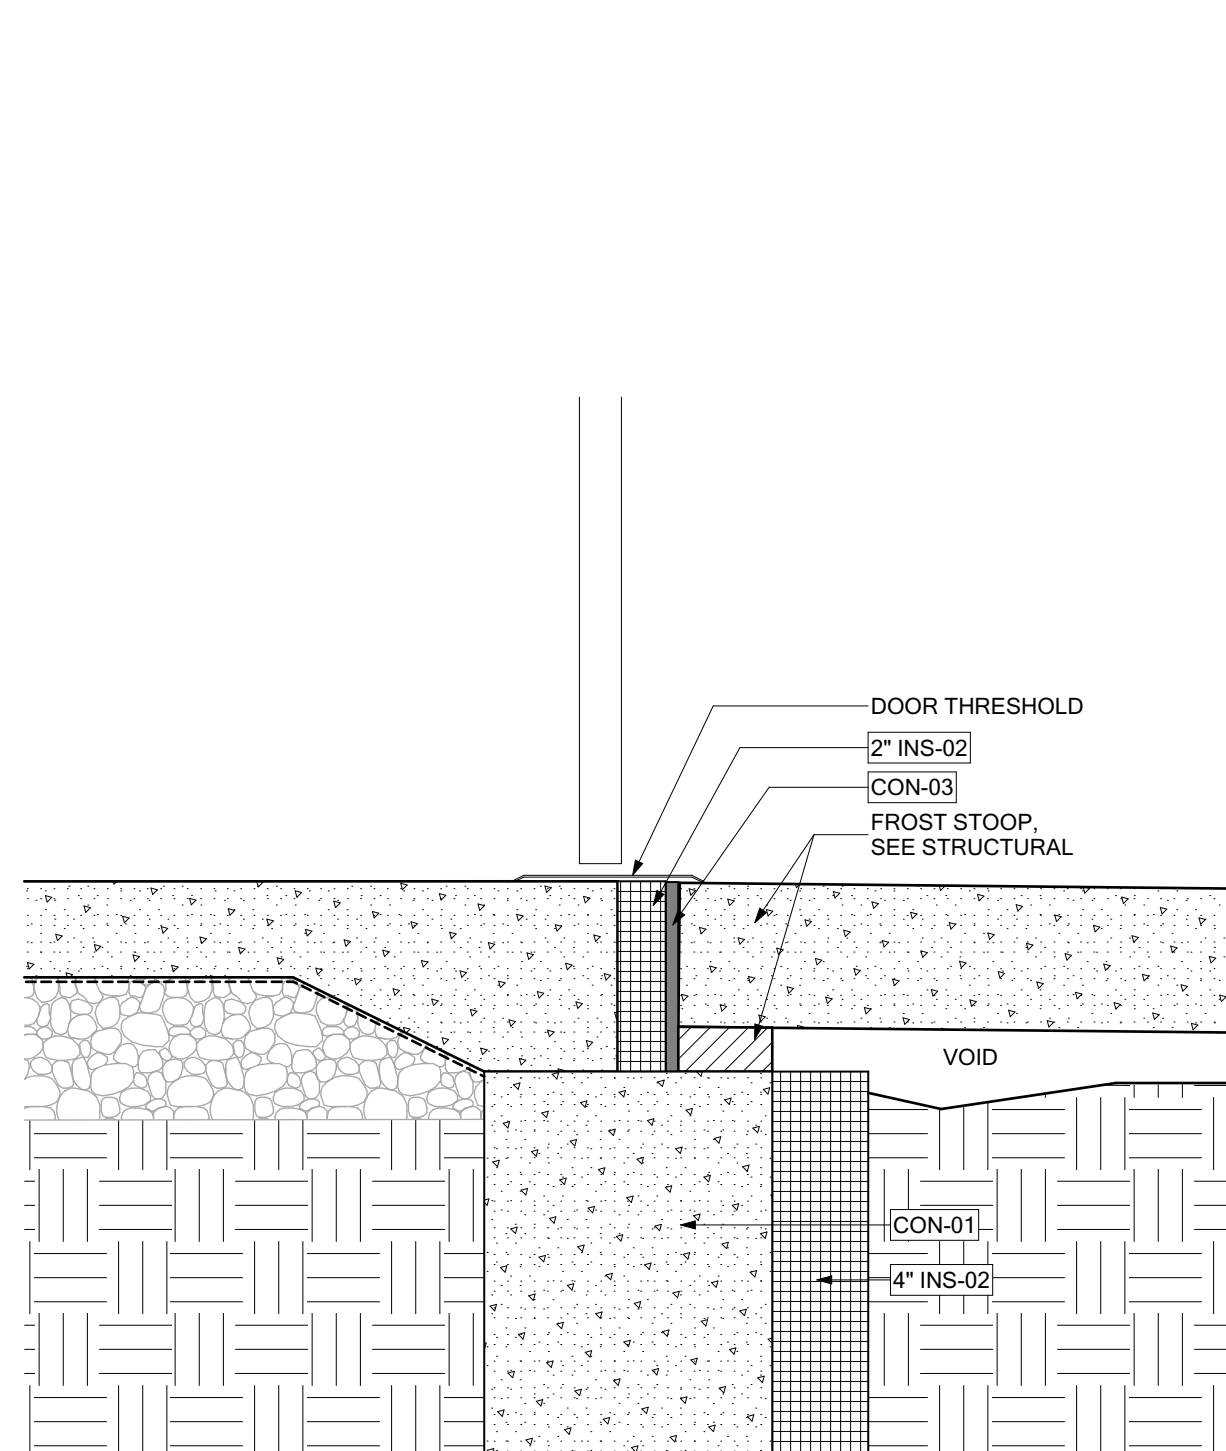 DOOR THRESHOLD
2" INS-02
CON-03
FROST STOOP,
SEE STRUCTURAL
VOID
CON-01
4" INS-02